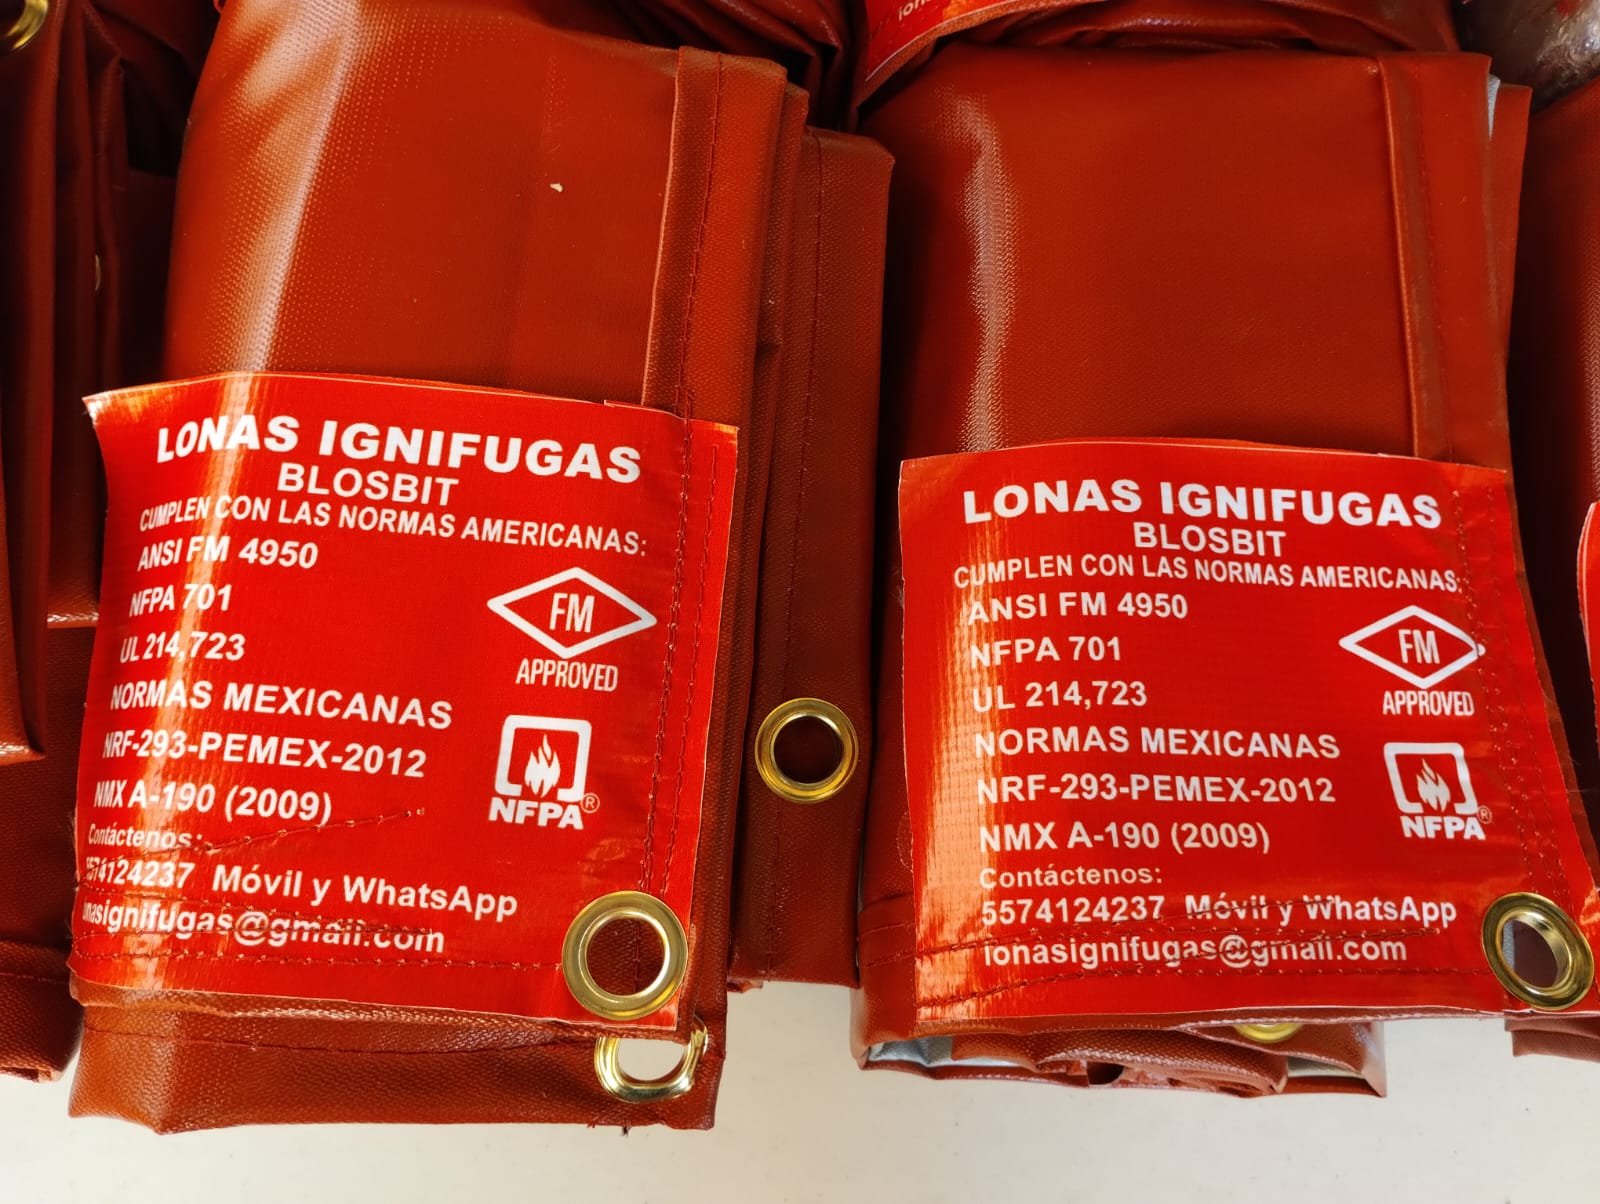 LONAS IGNIFUGAS
BLOSBIT
CUMPLEN CON LAS NORMAS AMERICANAS:
ANSI FM 4950
NFPA 701
UL 214,723
FM
APPROVED
NORMAS MEXICANAS
NRF-293-PEMEX-2012
NMX A-190 (2009)
NFPA®
Contáctenos:
5574124237 Móvil y WhatsApp
lonasignifugas@gmail.com
LONAS IGNIFUGAS
BLOSBIT
CUMPLEN CON LAS NORMAS AMERICANAS:
ANSI FM 4950
NFPA 701
UL 214,723
FM
APPROVED
NORMAS MEXICANAS
NRF-293-PEMEX-2012
NMX A-190 (2009)
NFPA®
Contáctenos:
5574124237 Móvil y WhatsApp
lonasignifugas@gmail.com